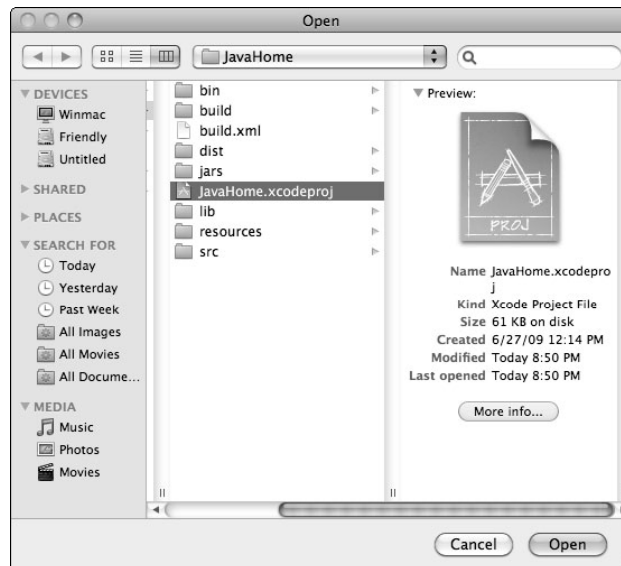 Open
JavaHome
DEVICES
Winmac
Friendly
Untitled
SHARED
PLACES
SEARCH FOR
Today
Yesterday
Past Week
All Images
All Movies
All Docume...
MEDIA
Music
Photos
Movies
bin
build
build.xml
dist
jars
JavaHome.xcodeproj
lib
resources
src
Preview:
PROJ
Name JavaHome.xcodepro
j
Kind Xcode Project File
Size 61 KB on disk
Created 6/27/09 12:14 PM
Modified Today 8:50 PM
Last opened Today 8:50 PM
More info...
Cancel
Open